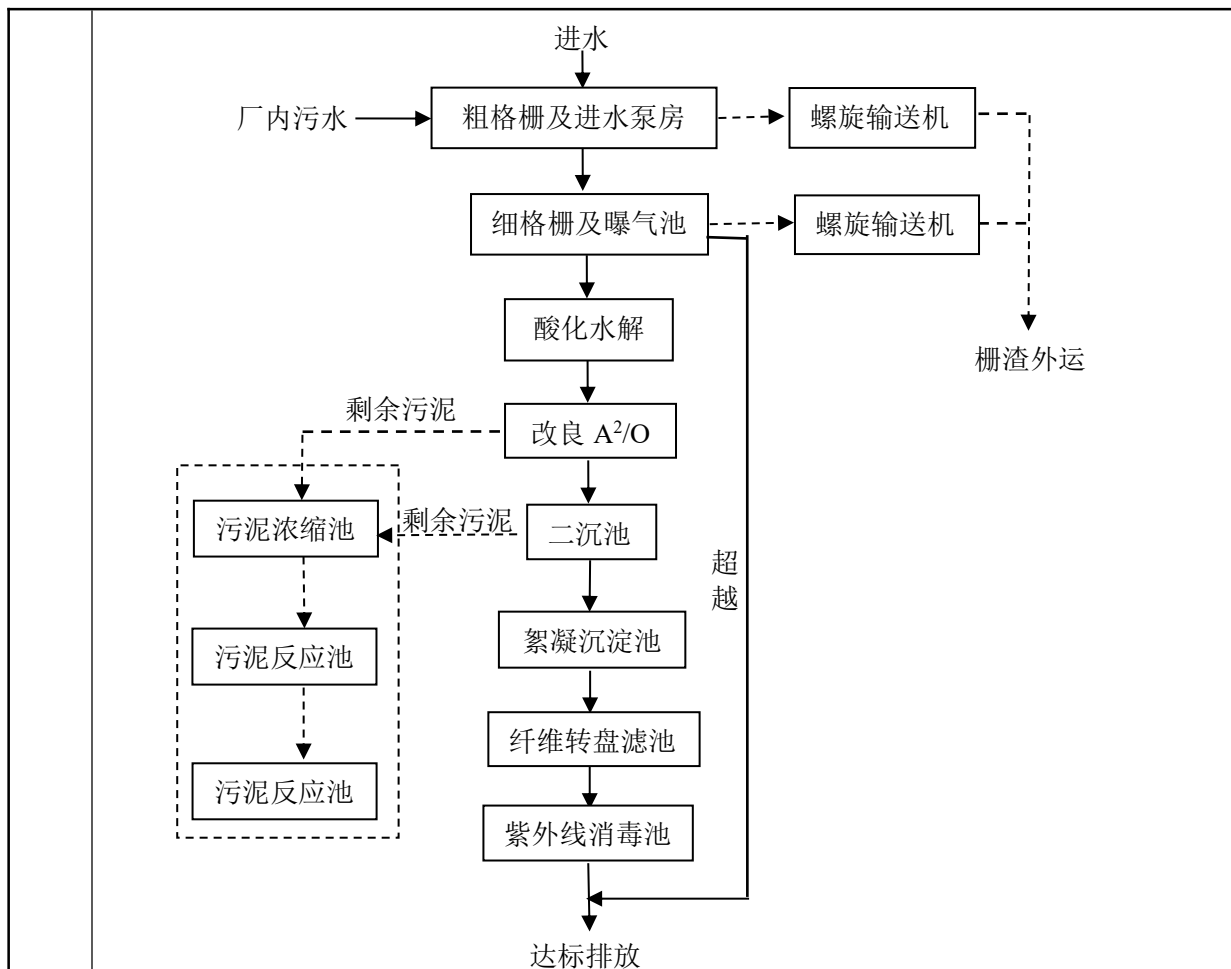 进水
厂内污水
粗格栅及进水泵房
螺旋输送机
细格栅及曝气池
螺旋输送机
酸化水解
栅渣外运
剩余污泥
改良 A²/O
污泥浓缩池
剩余污泥
二沉池
超
越
污泥反应池
絮凝沉淀池
纤维转盘滤池
污泥反应池
紫外线消毒池
达标排放